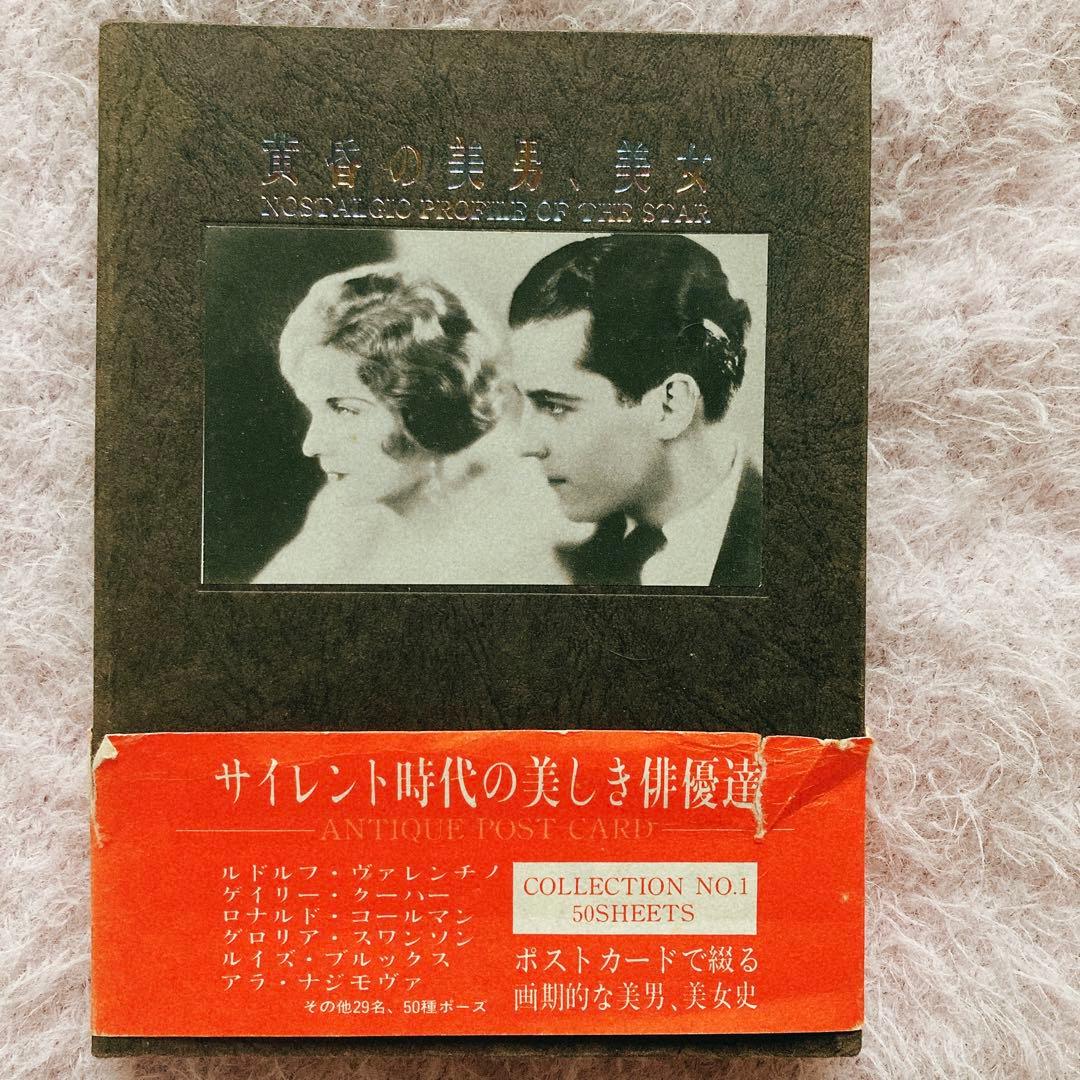 黄昏の美男、美女
NOSTALGIC PROFILE OF THE STAR
サイレント時代の美しき俳優達
ANTIQUE POST CARD
ルドルフ・ヴァレンチノ
ゲイリー・クーパー
ロナルド・コールマン
グロリア・スワンソン
ルイズ・ブルックス
アラ・ナジモヴァ
その他29名、50種ポーズ
COLLECTION NO.1
50SHEETS
ポストカードで綴る
画期的な美男、美女史